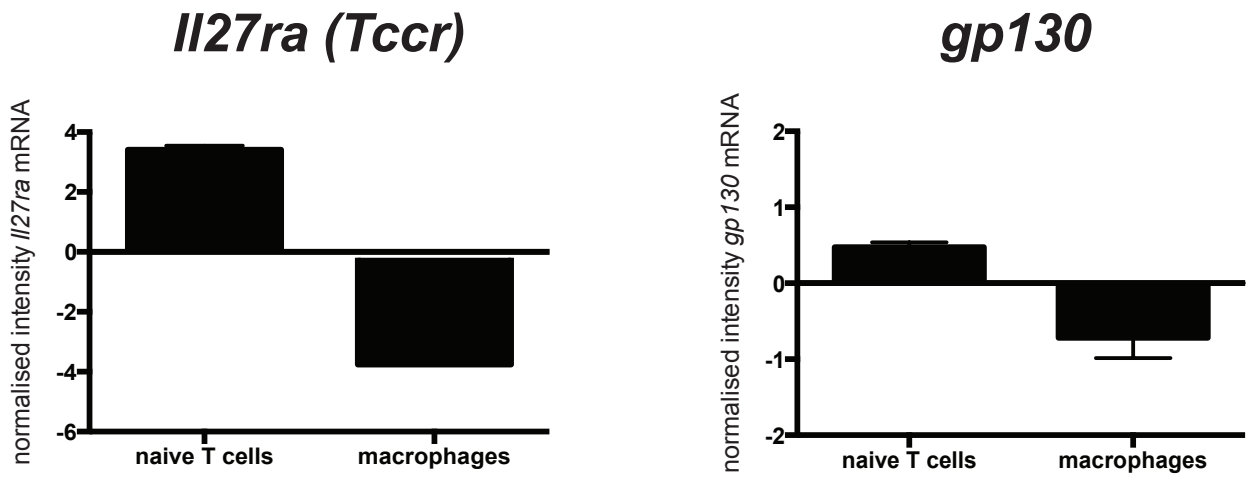 Il27ra (Tccr)
normalised intensity Il27ra mRNA
4
2
0
-2
-4
-6
naive T cells
macrophages
gp130
normalised intensity gp130 mRNA
2
1
0
-1
-2
naive T cells
macrophages